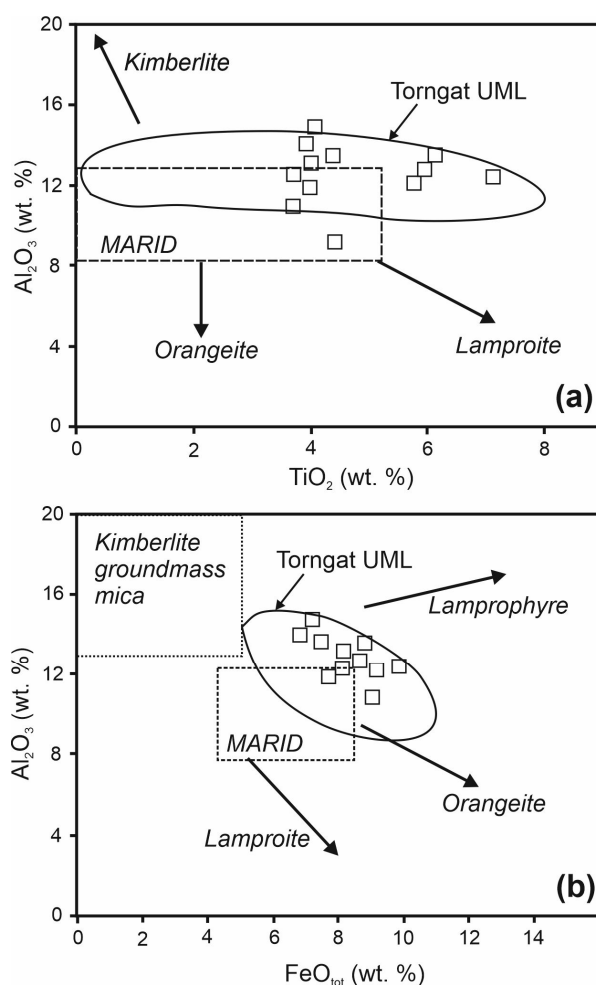 20
Kimberlite
16
Torngat UML
12
Al₂O₃ (wt. %)
MARID
8
Orangeite
Lamproite
4
(a)
0
0 2 4 6 8
TiO₂ (wt. %)
20
Kimberlite
groundmass
mica
Torngat UML
16
Lamprophyre
12
Al₂O₃ (wt. %)
MARID
8
Orangeite
Lamproite
4
(b)
0
0 2 4 6 8 10 12 14
FeOₜₒₜ (wt. %)